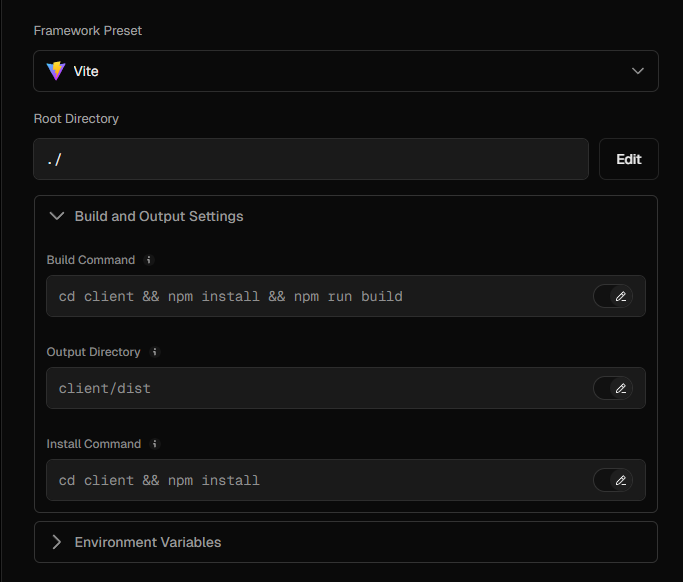 Framework Preset
Vite
Root Directory
./
Edit
Build and Output Settings
Build Command
cd client && npm install && npm run build
Output Directory
client/dist
Install Command
cd client && npm install
Environment Variables